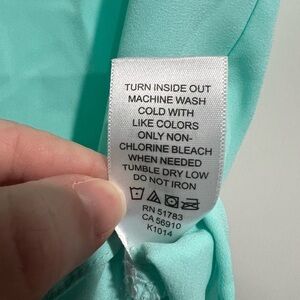 TURN INSIDE OUT
MACHINE WASH
COLD WITH
LIKE COLORS
ONLY NON-
CHLORINE BLEACH
WHEN NEEDED
TUMBLE DRY LOW
DO NOT IRON
RN 51783
CA 56910
K1014